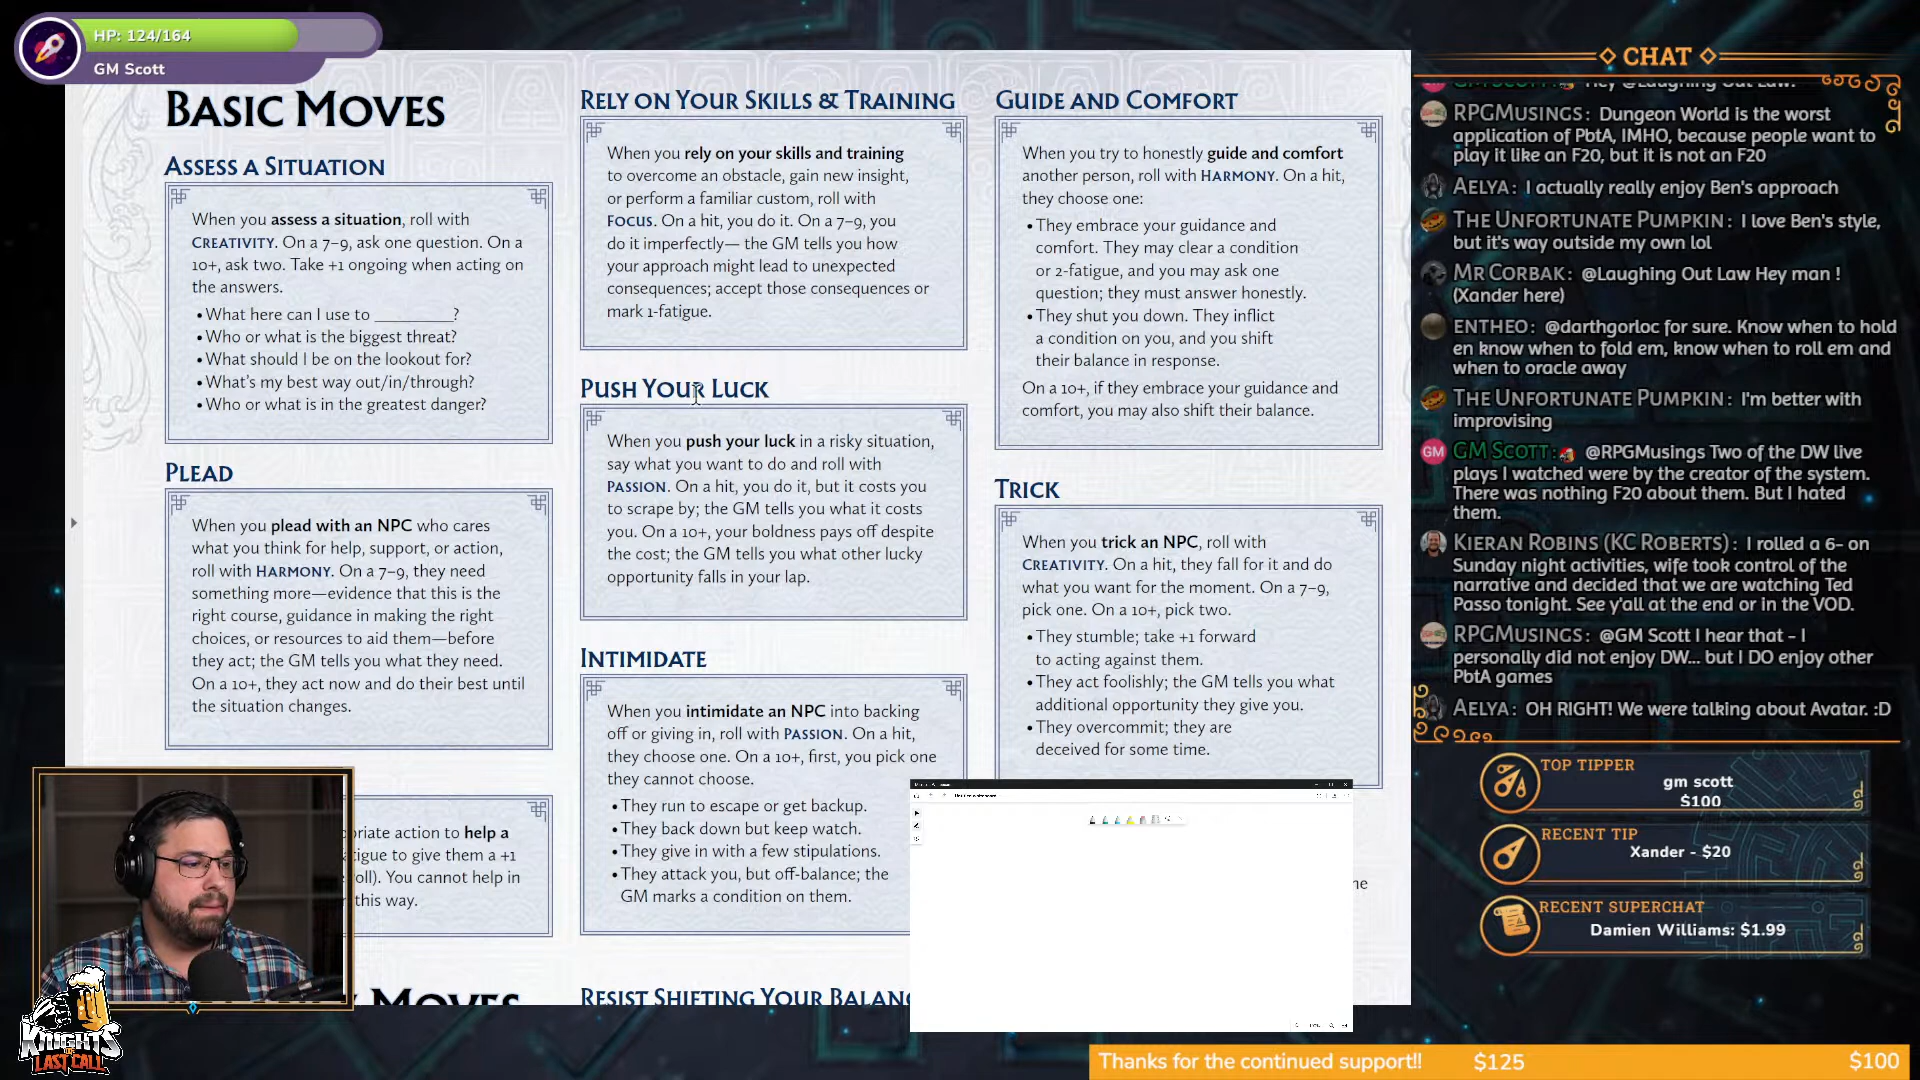 HP: 124/164
GM Scott
BASIC MOVES
ASSESS A SITUATION
When you assess a situation, roll with
CREATIVITY. On a 7–9, ask one question. On a
10+, ask two. Take +1 ongoing when acting on
the answers.
•What here can I use to _________?
•Who or what is the biggest threat?
•What should I be on the lookout for?
•What's my best way out/in/through?
•Who or what is in the greatest danger?
PLEAD
When you plead with an NPC who cares
what you think for help, support, or action,
roll with HARMONY. On a 7–9, they need
something more—evidence that this is the
right course, guidance in making the right
choices, or resources to aid them—before
they act; the GM tells you what they need.
On a 10+, they act now and do their best until
the situation changes.
action to help a
to give them a +1
You cannot help in
this way.
MOVES
RELY ON YOUR SKILLS & TRAINING
When you rely on your skills and training
to overcome an obstacle, gain new insight,
or perform a familiar custom, roll with
FOCUS. On a hit, you do it. On a 7–9, you
do it imperfectly— the GM tells you how
your approach might lead to unexpected
consequences; accept those consequences or
mark 1-fatigue.
PUSH YOUR LUCK
When you push your luck in a risky situation,
say what you want to do and roll with
PASSION. On a hit, you do it, but it costs you
to scrape by; the GM tells you what it costs
you. On a 10+, your boldness pays off despite
the cost; the GM tells you what other lucky
opportunity falls in your lap.
INTIMIDATE
When you intimidate an NPC into backing
off or giving in, roll with PASSION. On a hit,
they choose one. On a 10+, first, you pick one
they cannot choose.
•They run to escape or get backup.
•They back down but keep watch.
•They give in with a few stipulations.
•They attack you, but off-balance; the
GM marks a condition on them.
RESIST SHIFTING YOUR
GUIDE AND COMFORT
When you try to honestly guide and comfort
another person, roll with HARMONY. On a hit,
they choose one:
•They embrace your guidance and
comfort. They may clear a condition
or 2-fatigue, and you may ask one
question; they must answer honestly.
•They shut you down. They inflict
a condition on you, and you shift
their balance in response.
On a 10+, if they embrace your guidance and
comfort, you may also shift their balance.
TRICK
When you trick an NPC, roll with
CREATIVITY. On a hit, they fall for it and do
what you want for the moment. On a 7–9,
pick one. On a 10+, pick two.
•They stumble; take +1 forward
to acting against them.
•They act foolishly; the GM tells you what
additional opportunity they give you.
•They overcommit; they are
deceived for some time.
CHAT
RPGMUSINGS: Dungeon World is the worst
application of PbtA, IMHO, because people want to
play it like an F20, but it is not an F20
AELYA: I actually really enjoy Ben's approach
THE UNFORTUNATE PUMPKIN: I love Ben's style,
but it's way outside my own lol
MR CORBAK: @Laughing Out Law Hey man !
(Xander here)
ENTHEO: @darthgorloc for sure. Know when to hold
en know when to fold em, know when to roll em and
when to oracle away
THE UNFORTUNATE PUMPKIN: I'm better with
improvising
GM
GM SCOTT: @RPGMusings Two of the DW live
plays I watched were by the creator of the system.
There was nothing F20 about them. But I hated
them.
KIERAN ROBINS (KC ROBERTS): I rolled a 6- on
Sunday night activities, wife took control of the
narrative and decided that we are watching Ted
Passo tonight. See y'all at the end or in the VOD.
RPGMUSINGS: @GM Scott I hear that - I
personally did not enjoy DW... but I DO enjoy other
PbtA games
AELYA: OH RIGHT! We were talking about Avatar. :D
TOP TIPPER
gm scott
$100
RECENT TIP
Xander - $20
RECENT SUPERCHAT
Damien Williams: $1.99
KNIGHTS
OF
LAST CALL
Thanks for the continued support!! $125 $100